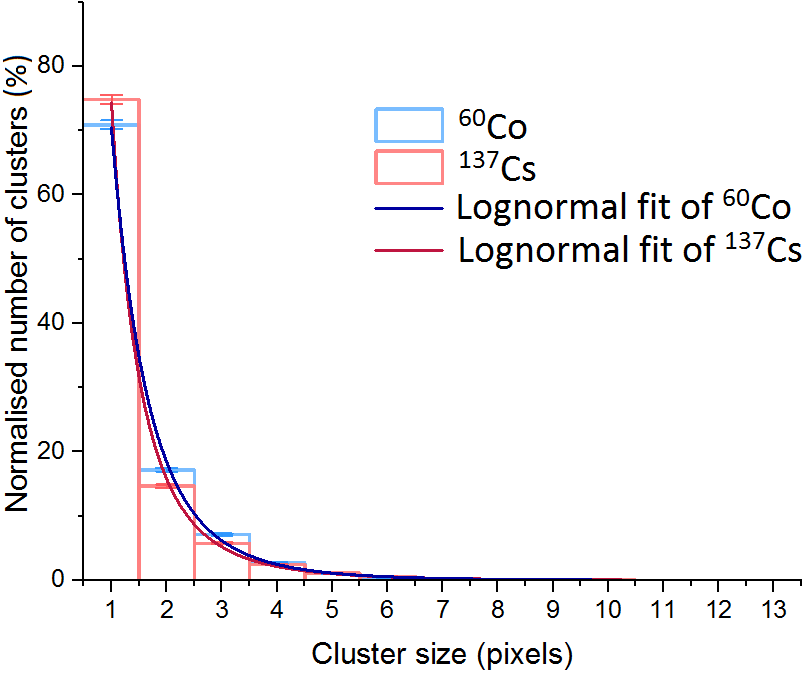 Normalised number of clusters (%)
80
60
40
20
0
⁶⁰Co
¹³⁷Cs
Lognormal fit of ⁶⁰Co
Lognormal fit of ¹³⁷Cs
1 2 3 4 5 6 7 8 9 10 11 12 13
Cluster size (pixels)